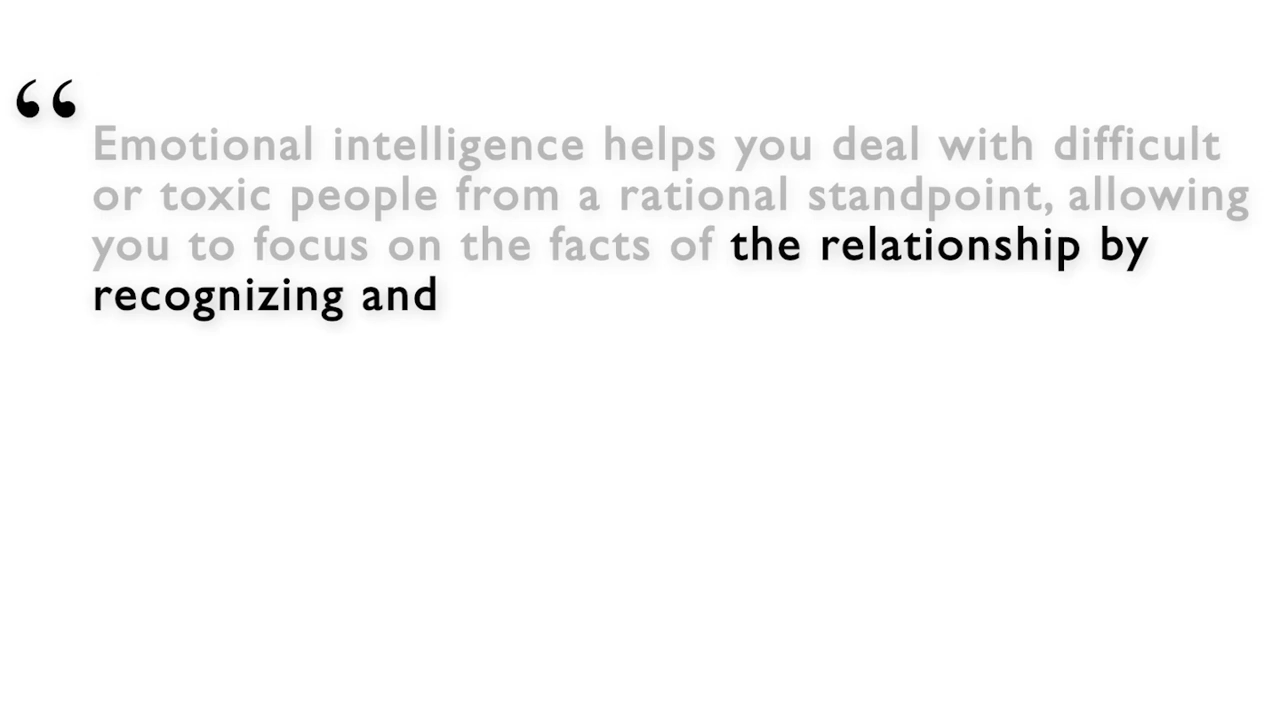 “
Emotional intelligence helps you deal with difficult
or toxic people from a rational standpoint, allowing
you to focus on the facts of the relationship by
recognizing and